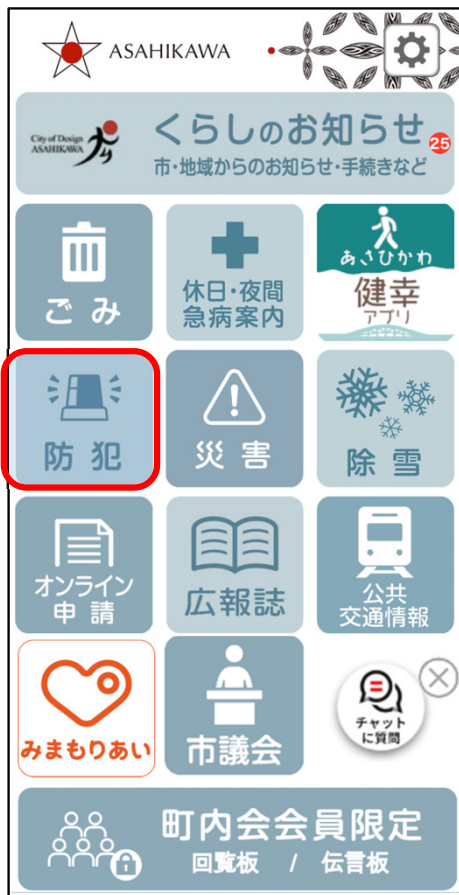 ASAHIKAWA
City of Design
ASAHIKAWA
くらしのお知らせ
25
市・地域からのお知らせ・手続きなど
ごみ
休日・夜間
急病案内
あさひかわ
健幸
アプリ
防犯
災害
除雪
オンライン
申請
広報誌
公共
交通情報
みまもりあい
市議会
チャット
に質問
町内会会員限定
回覧板 / 伝言板